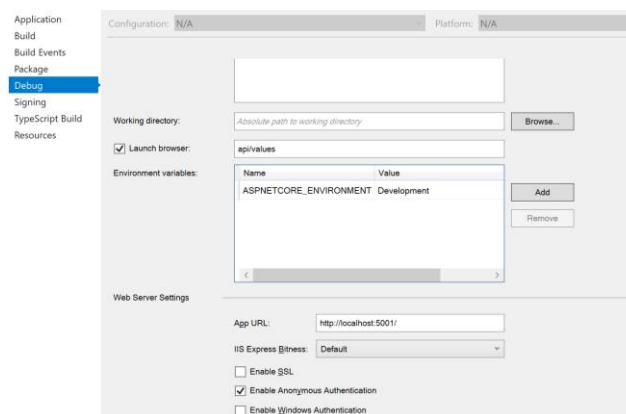 Application
Build
Build Events
Package
Debug
Signing
TypeScript Build
Resources
Configuration: N/A Platform: N/A
Working directory: Absolute path to working directory Browse...
Launch browser: api/values
Environment variables: Name Value
ASPNETCORE_ENVIRONMENT Development
Add
Remove
Web Server Settings
App URL: http://localhost:5001/
IIS Express Bitness: Default
Enable SSL
Enable Anonymous Authentication
Enable Windows Authentication